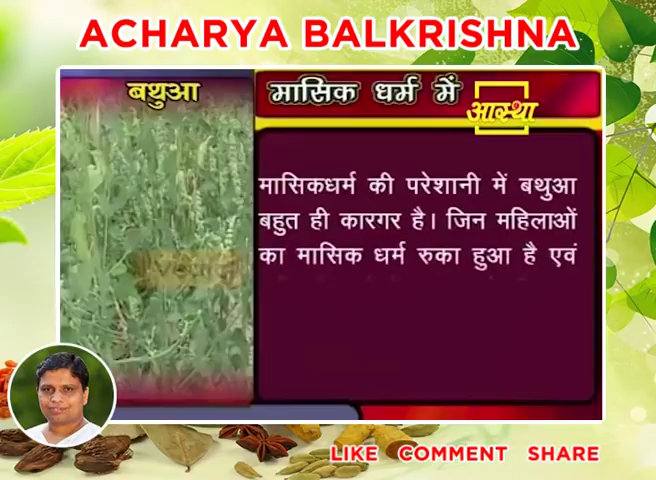 ACHARYA BALKRISHNA
बथुआ
मासिक धर्म में
आस्था
मासिकधर्म की परेशानी में बथुआ
बहुत ही कारगर है। जिन महिलाओं
का मासिक धर्म रुका हुआ है एवं
LIKE COMMENT SHARE